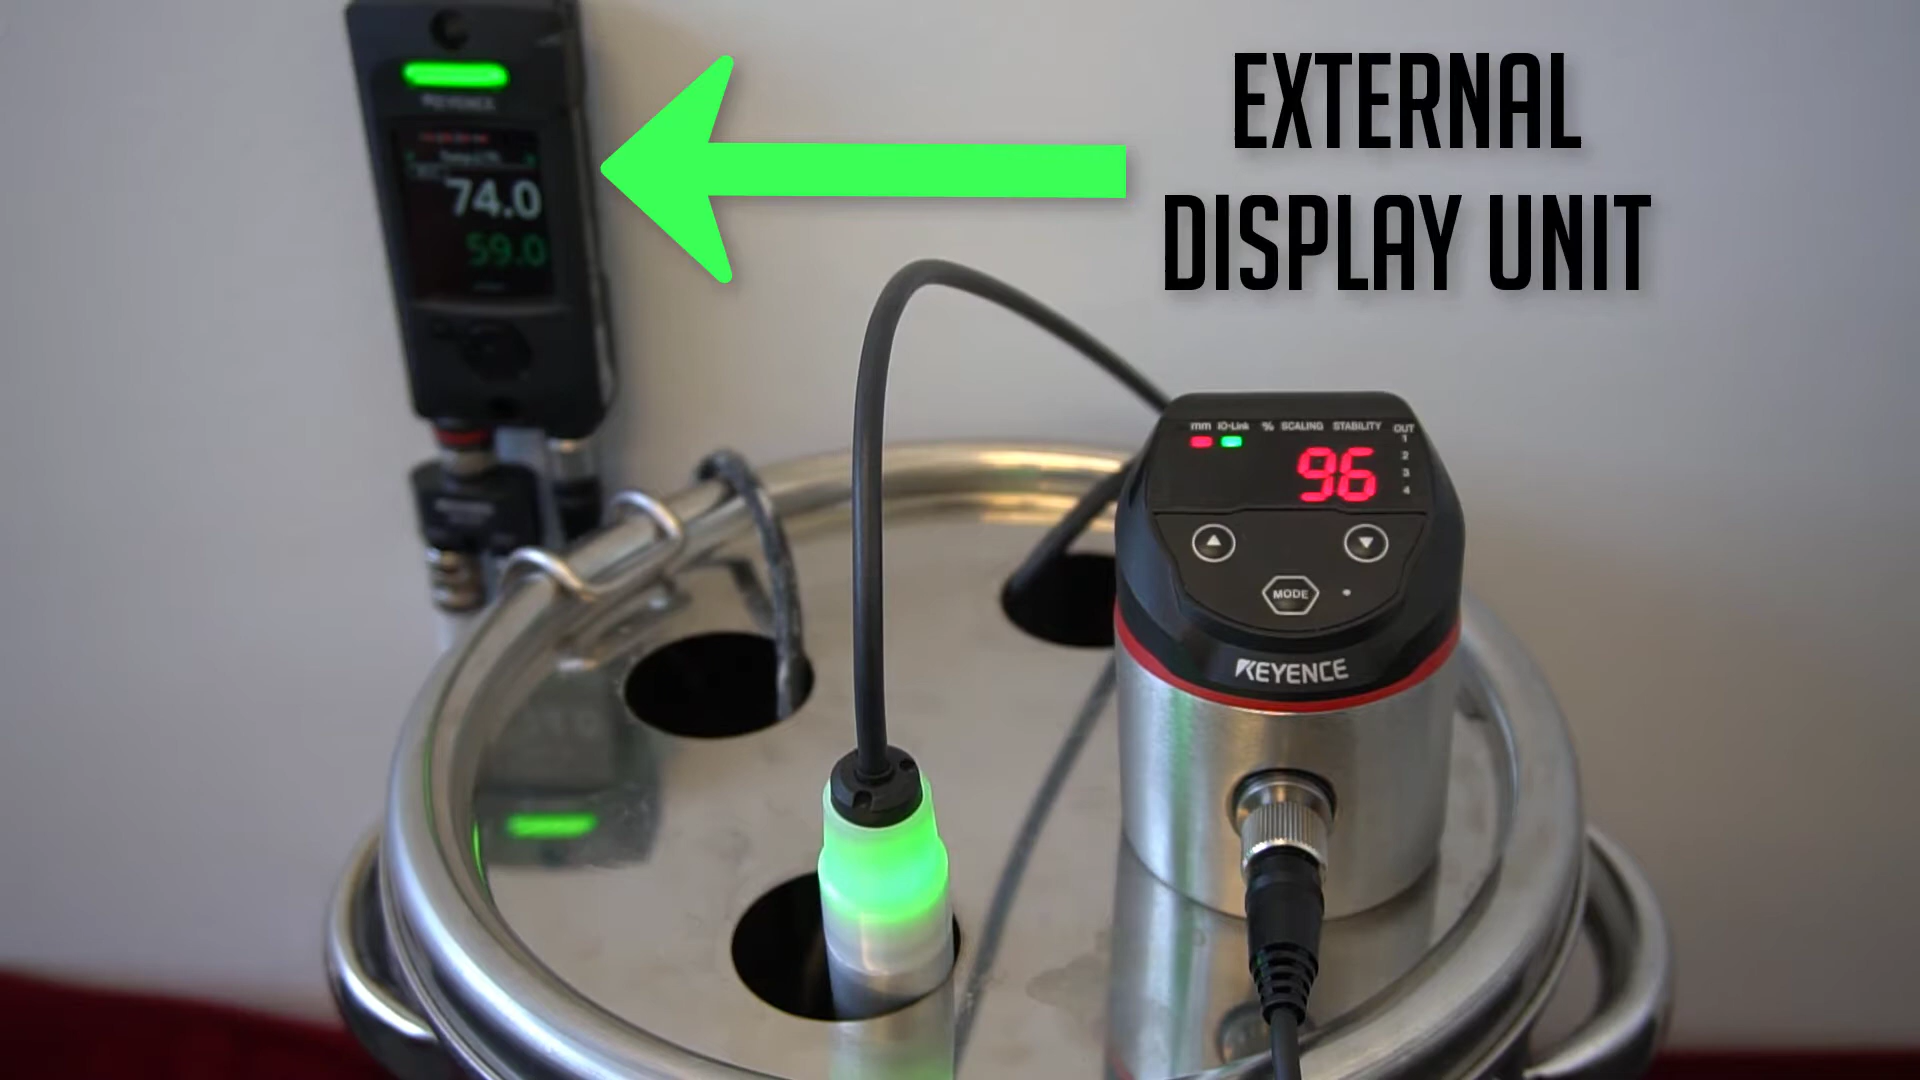 EXTERNAL
DISPLAY UNIT
KEYENCE
74.0
59.0
mm IO-Link % SCALING STABILITY OUT
1
2
3
4
96
MODE
KEYENCE